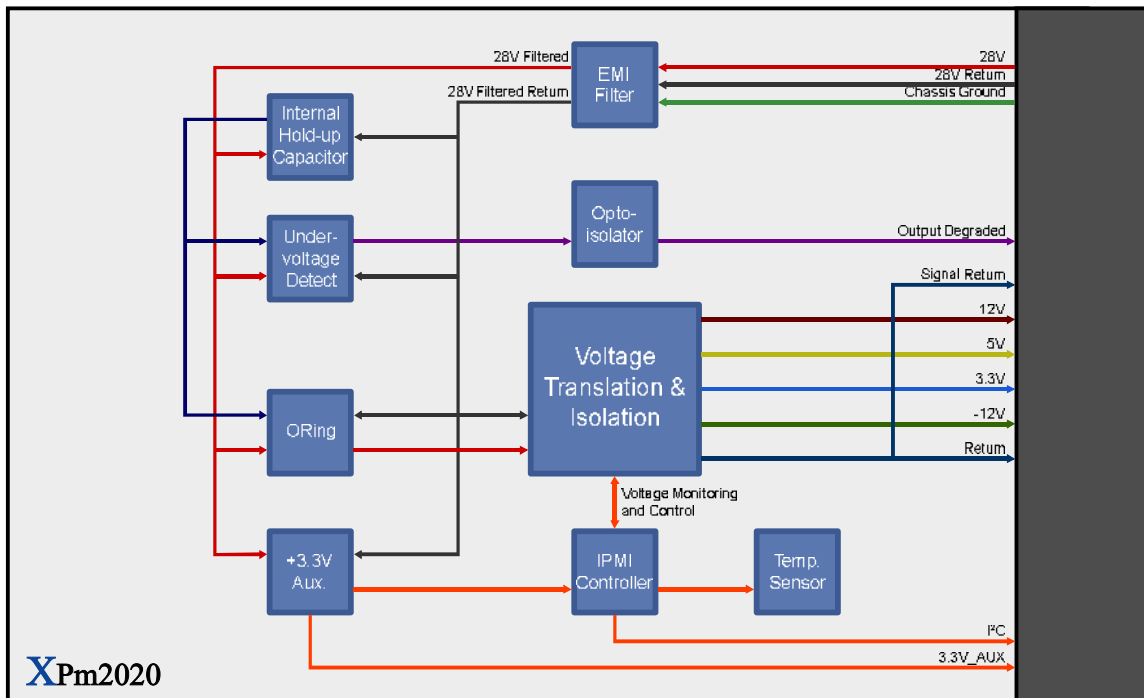 28V Filtered
28V
EMI
Filter
28V Return
28V Filtered Return
Chassis Ground
Internal
Hold-up
Capacitor
Under-
voltage
Detect
Opto-
isolator
Output Degraded
Signal Return
12V
Voltage
Translation &
Isolation
5V
3.3V
-12V
ORing
Return
Voltage Monitoring
and Control
+3.3V
Aux.
IPMI
Controller
Temp.
Sensor
I²C
3.3V_AUX
XPm2020